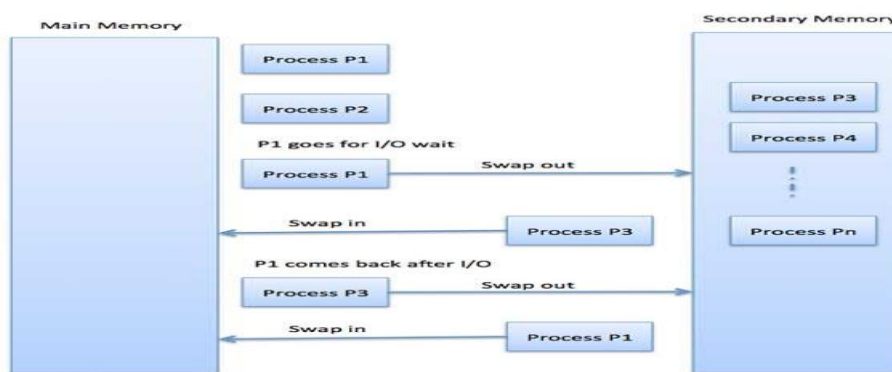 Main Memory
Secondary Memory
Process P1
Process P2
P1 goes for I/O wait
Process P1
Swap out
Swap in
Process P3
P1 comes back after I/O
Process P3
Swap out
Swap in
Process P1
Process P3
Process P4
Process Pn